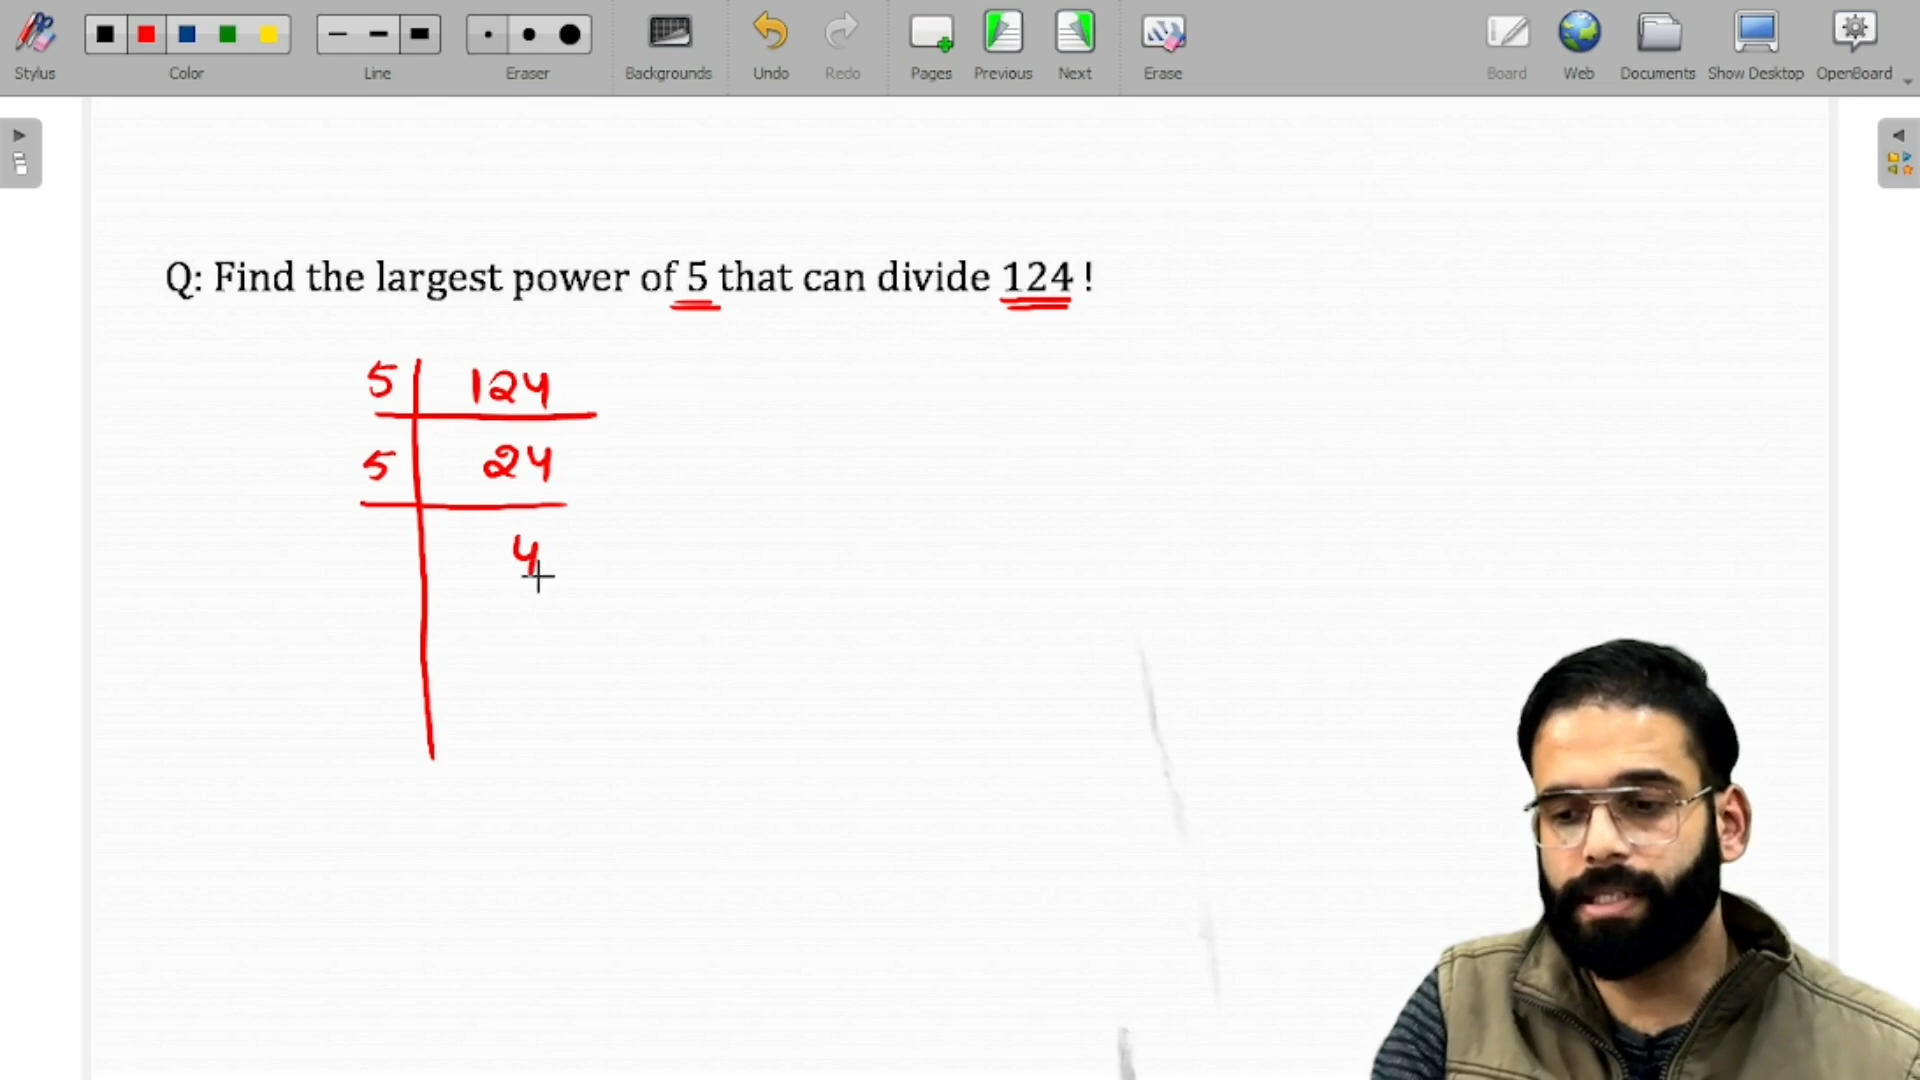 Stylus
Color
Line
Eraser
Backgrounds
Undo
Redo
Pages
Previous
Next
Erase
Board
Web
Documents
Show Desktop
OpenBoard
Q: Find the largest power of 5 that can divide 124 !
5 124
5 24
4